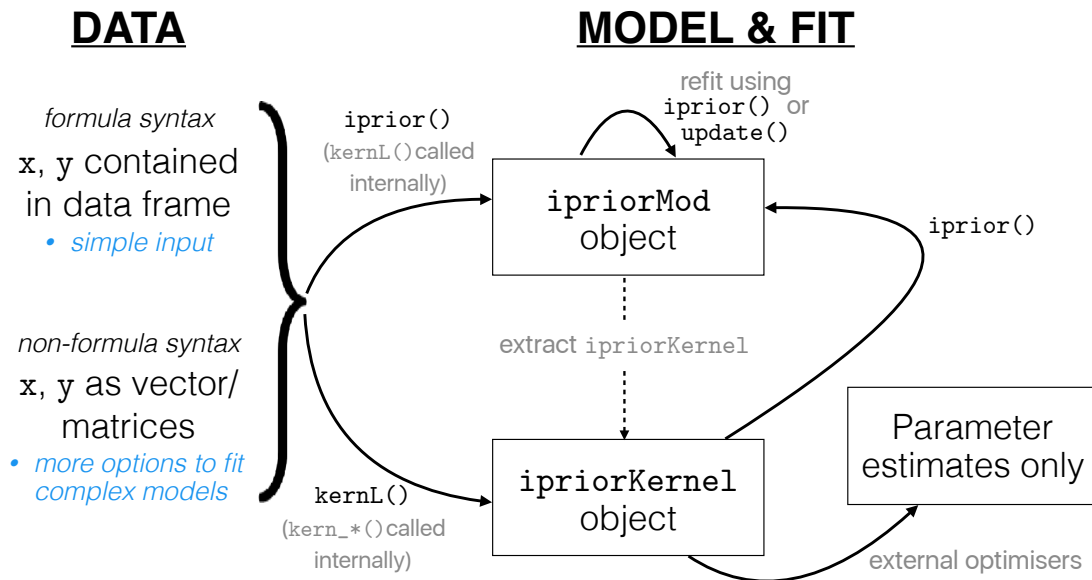 DATA
formula syntax
x, y contained
in data frame
• simple input
non-formula syntax
x, y as vector/
matrices
• more options to fit
complex models
MODEL & FIT
iprior()
(kernL() called
internally)
refit using
iprior() or
update()
ipriorMod
object
iprior()
extract ipriorKernel
kernL()
(kern_*() called
internally)
ipriorKernel
object
Parameter
estimates only
external optimisers